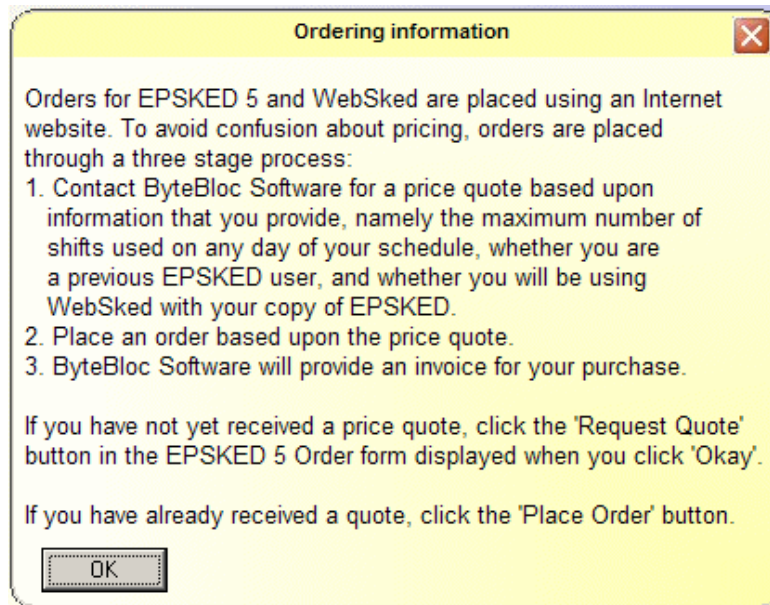 Ordering information
Orders for EPSKED 5 and WebSked are placed using an Internet
website. To avoid confusion about pricing, orders are placed
through a three stage process:
1. Contact ByteBloc Software for a price quote based upon
information that you provide, namely the maximum number of
shifts used on any day of your schedule, whether you are
a previous EPSKED user, and whether you will be using
WebSked with your copy of EPSKED.
2. Place an order based upon the price quote.
3. ByteBloc Software will provide an invoice for your purchase.
If you have not yet received a price quote, click the 'Request Quote'
button in the EPSKED 5 Order form displayed when you click 'Okay'.
If you have already received a quote, click the 'Place Order' button.
OK